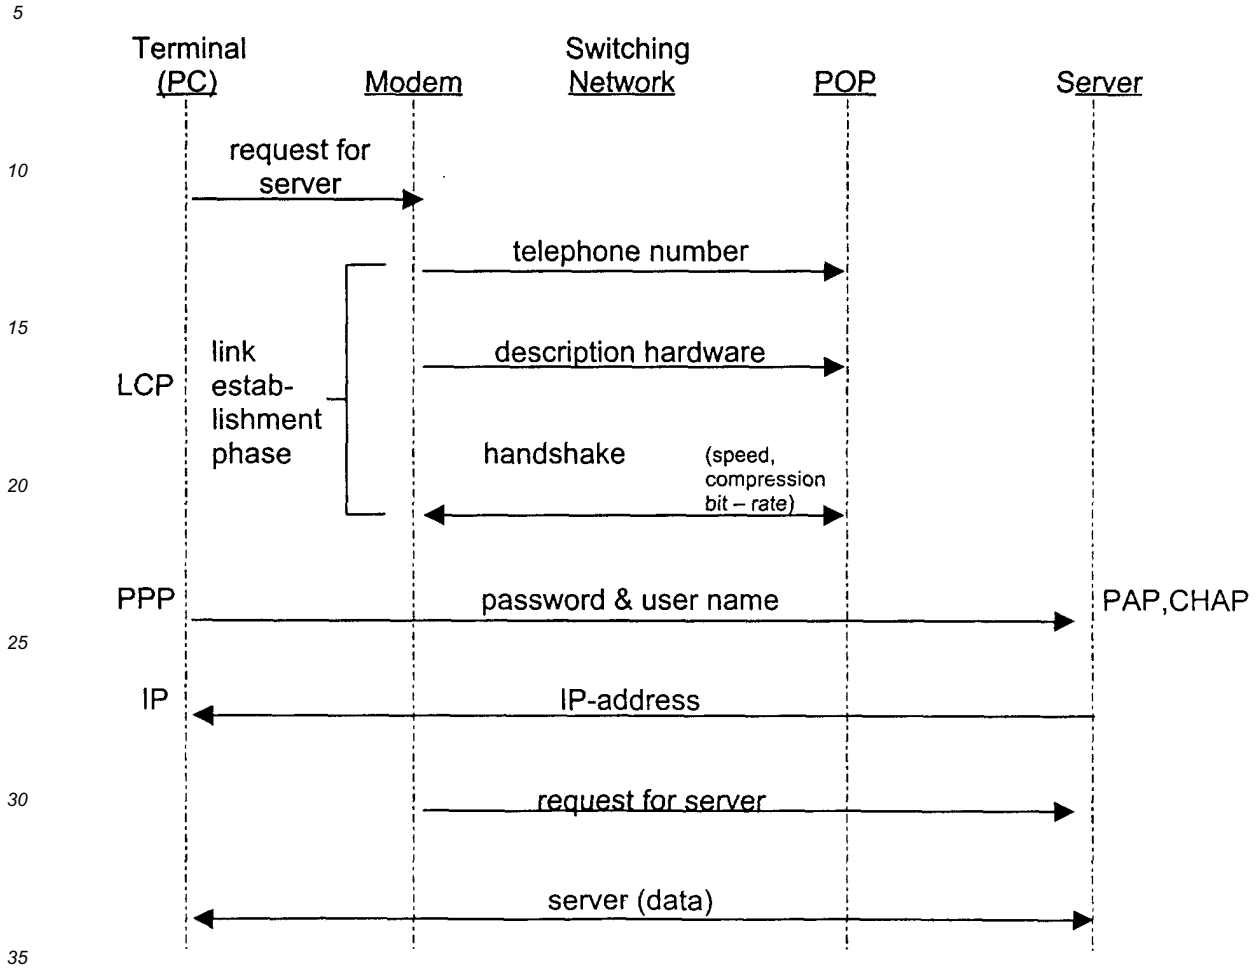 5
Terminal
(PC)
Modem
Switching
Network
POP
Server
request for
server
10
telephone number
15
description hardware
LCP
link
estab-
lishment
phase
handshake
(speed,
compression
bit – rate)
20
PPP
password & user name
PAP,CHAP
25
IP
IP-address
30
request for server
server (data)
35